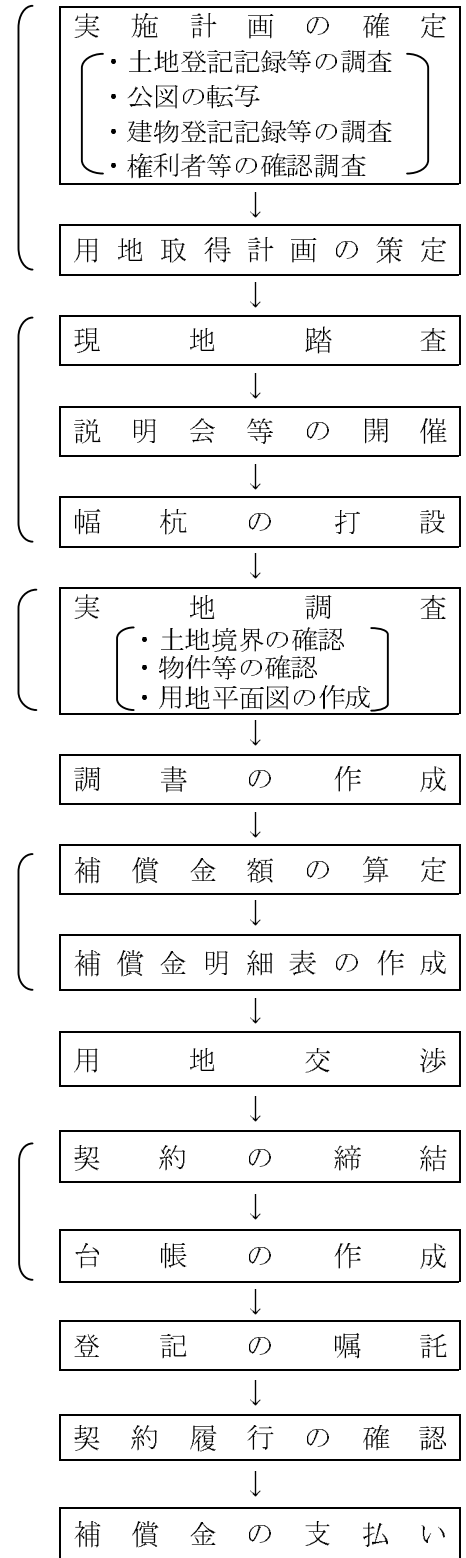 実施計画の確定
・土地登記記録等の調査
・公図の転写
・建物登記記録等の調査
・権利者等の確認調査
↓
用地取得計画の策定
↓
現地踏査
↓
説明会等の開催
↓
幅杭の打設
↓
実地調査
・土地境界の確認
・物件等の確認
・用地平面図の作成
↓
調書の作成
↓
補償金額の算定
↓
補償金明細表の作成
↓
用地交渉
↓
契約の締結
↓
台帳の作成
↓
登記の嘱託
↓
契約履行の確認
↓
補償金の支払い